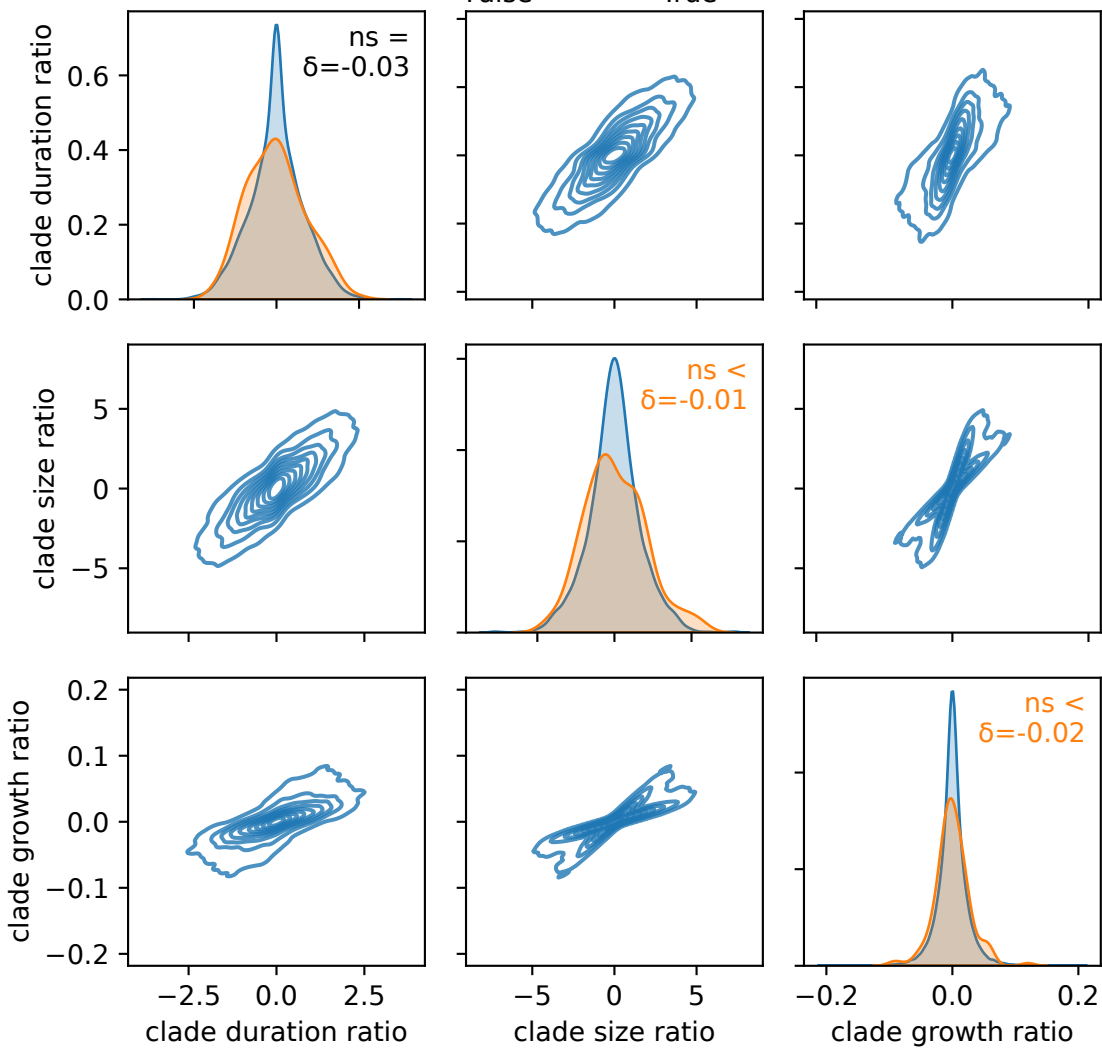 ns =
δ=-0.03
clade duration ratio
0.6
0.4
0.2
0.0
ns <
δ=-0.01
clade size ratio
5
0
−5
ns <
δ=-0.02
clade growth ratio
0.2
0.1
0.0
−0.1
−0.2
−2.5 0.0 2.5
−5 0 5
−0.2 0.0 0.2
clade duration ratio
clade size ratio
clade growth ratio